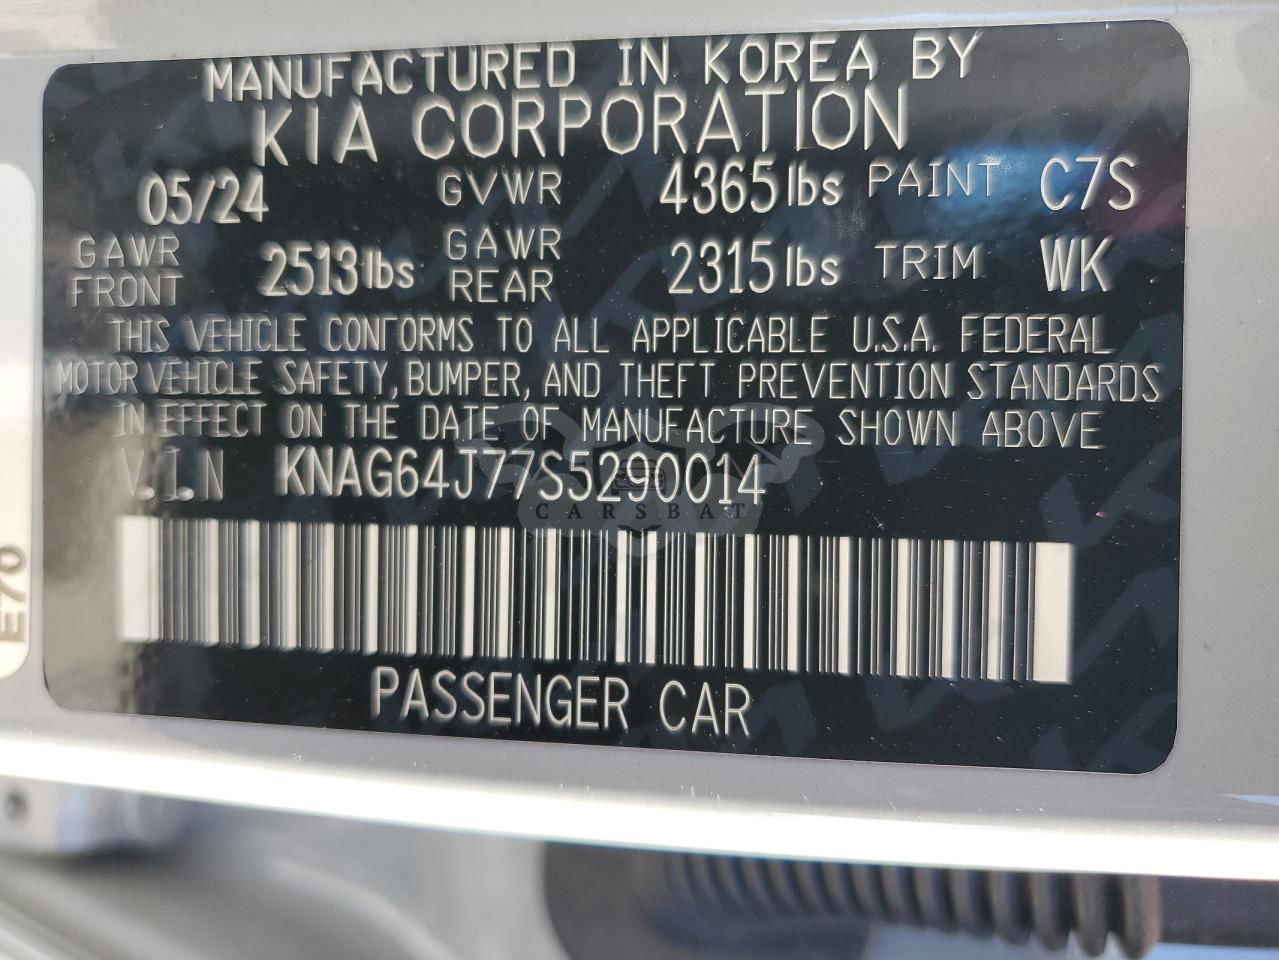 MANUFACTURED IN KOREA BY
KIA CORPORATION
05/24 GVWR 4365 lbs PAINT C7S
GAWR FRONT 2513 lbs GAWR REAR 2315 lbs TRIM WK
THIS VEHICLE CONFORMS TO ALL APPLICABLE U.S.A. FEDERAL
MOTOR VEHICLE SAFETY, BUMPER, AND THEFT PREVENTION STANDARDS
IN EFFECT ON THE DATE OF MANUFACTURE SHOWN ABOVE
V.I.N KNAG64J77S5290014
CARSBAT
PASSENGER CAR
E70